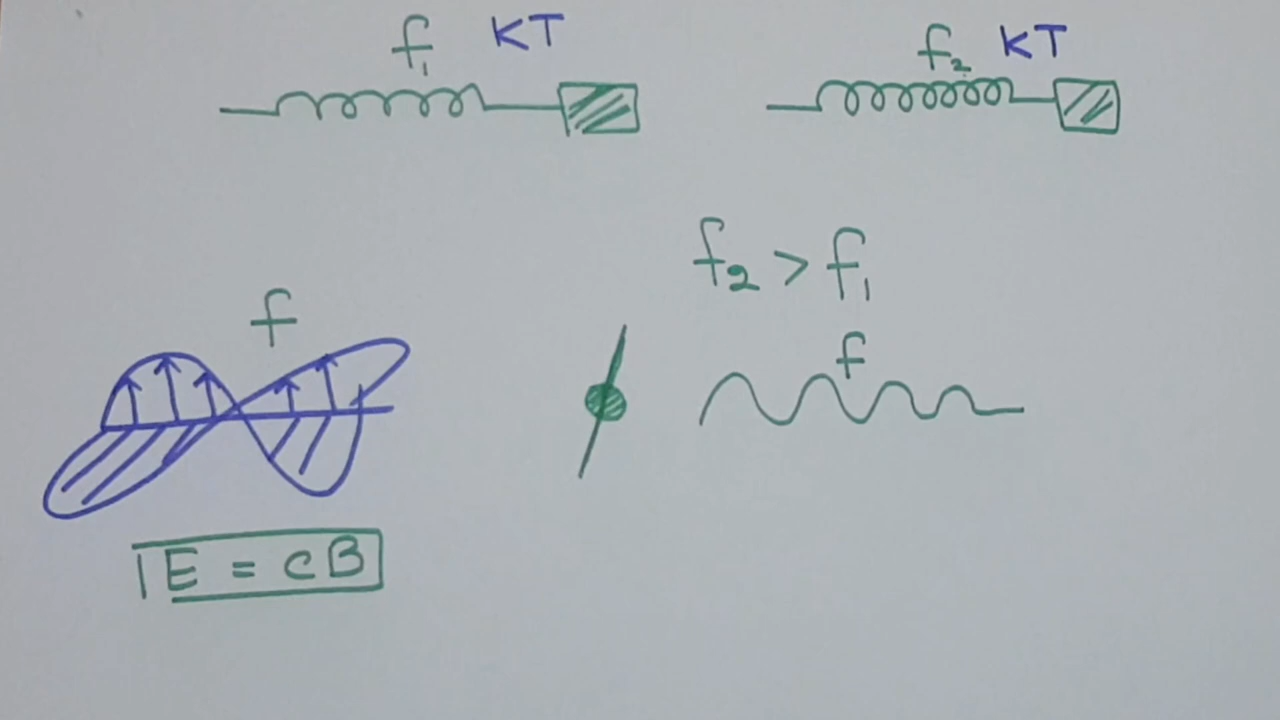 f₁ KT
f₂ KT
f₂ > f₁
f
f
E = cB